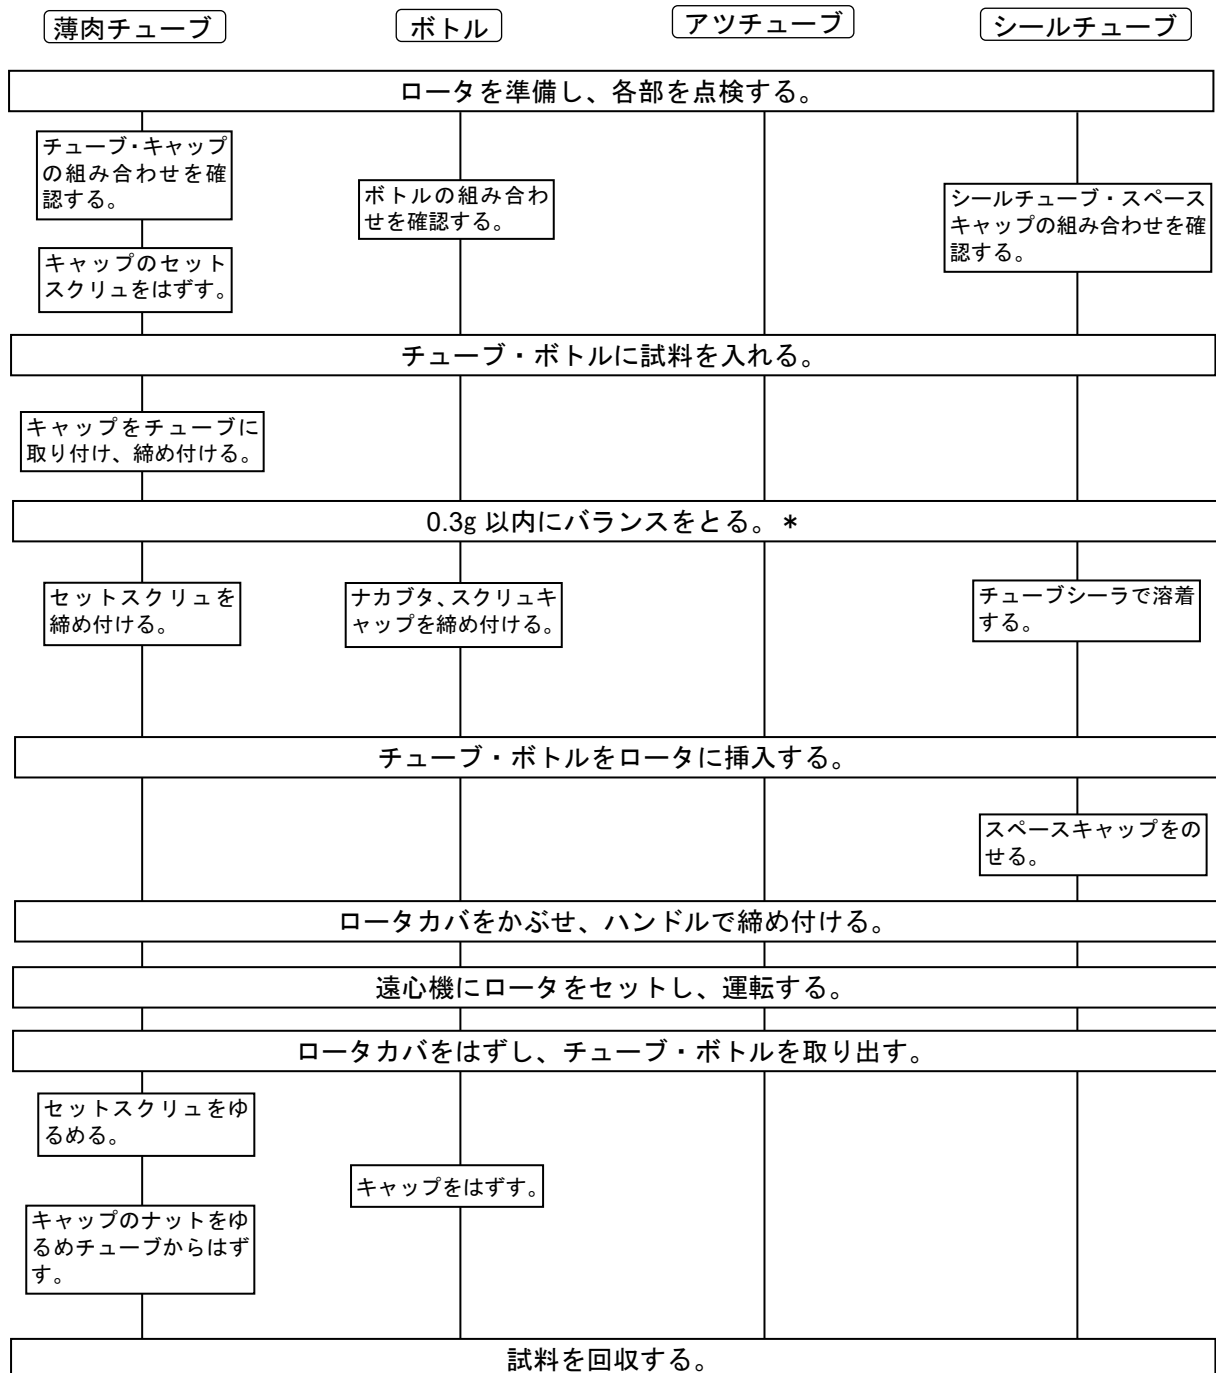 薄肉チューブ
ボトル
アツチューブ
シールチューブ
ロータを準備し、各部を点検する。
チューブ・キャップ
の組み合わせを確
認する。
ボトルの組み合わ
せを確認する。
シールチューブ・スペース
キャップの組み合わせを確
認する。
キャップのセット
スクリュをはずす。
チューブ・ボトルに試料を入れる。
キャップをチューブに
取り付け、締め付ける。
0.3g 以内にバランスをとる。＊
セットスクリュを
締め付ける。
ナカブタ、スクリュキ
ャップを締め付ける。
チューブシーラで溶着
する。
チューブ・ボトルをロータに挿入する。
スペースキャップをの
せる。
ロータカバをかぶせ、ハンドルで締め付ける。
遠心機にロータをセットし、運転する。
ロータカバをはずし、チューブ・ボトルを取り出す。
セットスクリュをゆ
るめる。
キャップをはずす。
キャップのナットをゆ
るめチューブからはず
す。
試料を回収する。